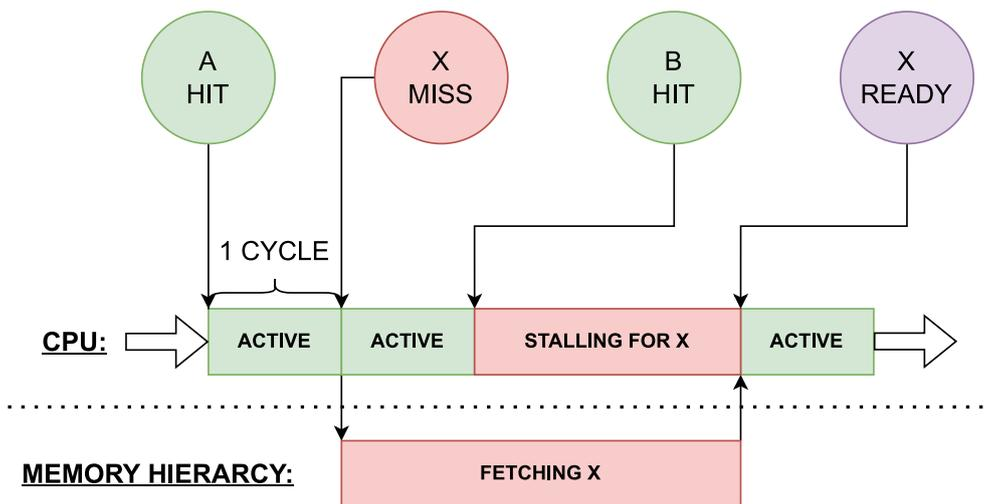 A
HIT
X
MISS
B
HIT
X
READY
1 CYCLE
CPU:
ACTIVE
ACTIVE
STALLING FOR X
ACTIVE
MEMORY HIERARCY:
FETCHING X